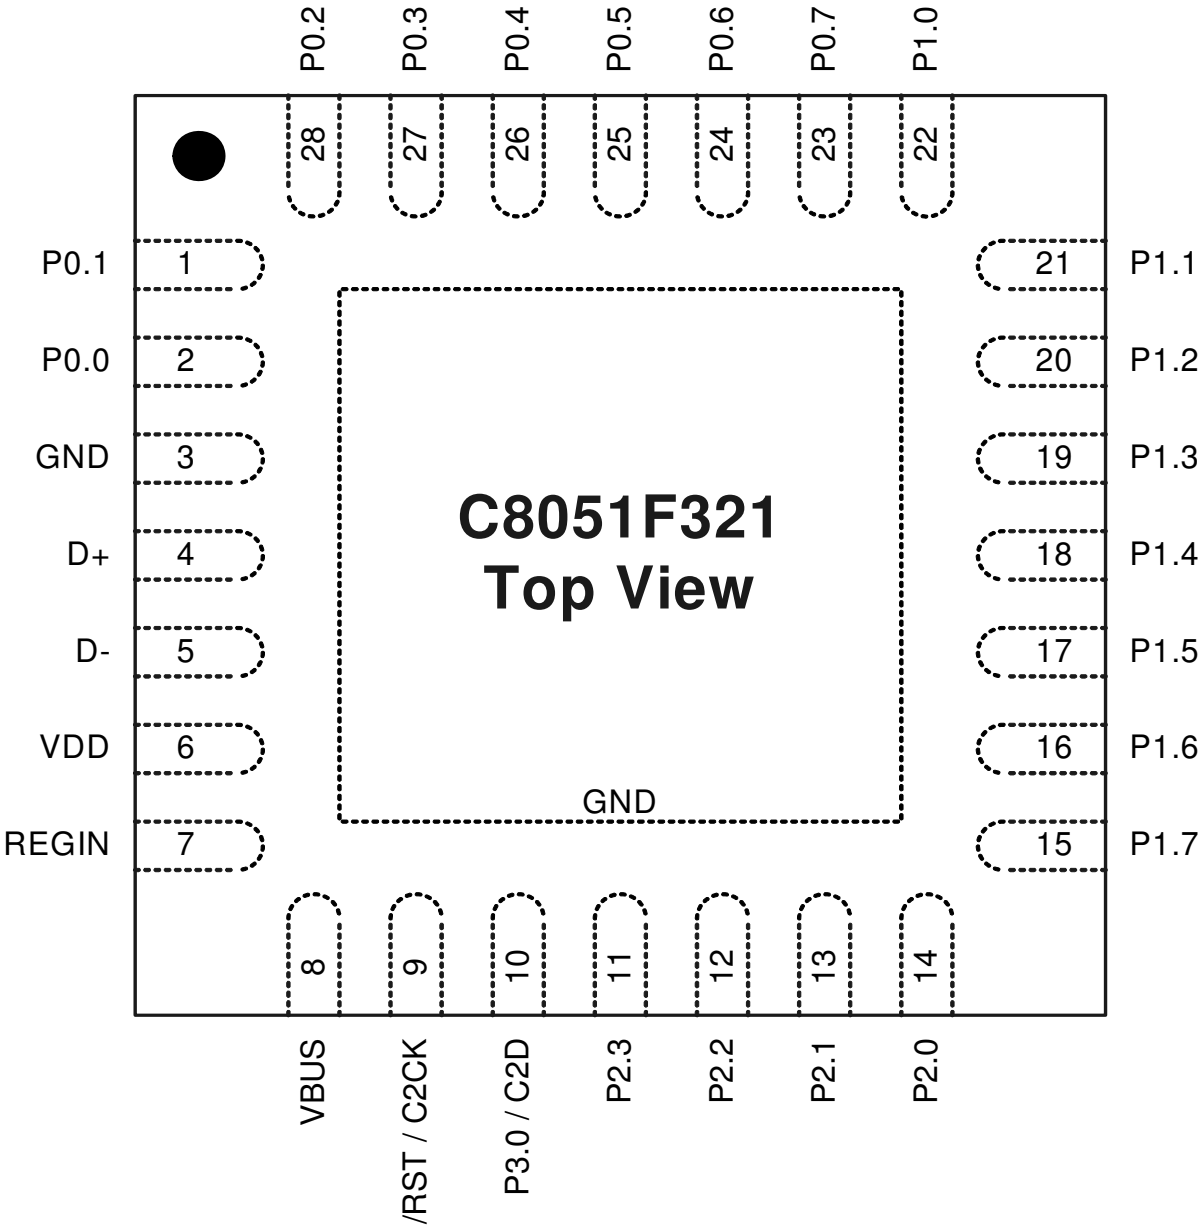 P0.2
P0.3
P0.4
P0.5
P0.6
P0.7
P1.0
28
27
26
25
24
23
22
P0.1
1
21
P1.1
P0.0
2
20
P1.2
GND
3
19
P1.3
D+
4
18
P1.4
D-
5
17
P1.5
VDD
6
16
P1.6
REGIN
7
15
P1.7
C8051F321
Top View
GND
8
9
10
11
12
13
14
VBUS
/RST / C2CK
P3.0 / C2D
P2.3
P2.2
P2.1
P2.0